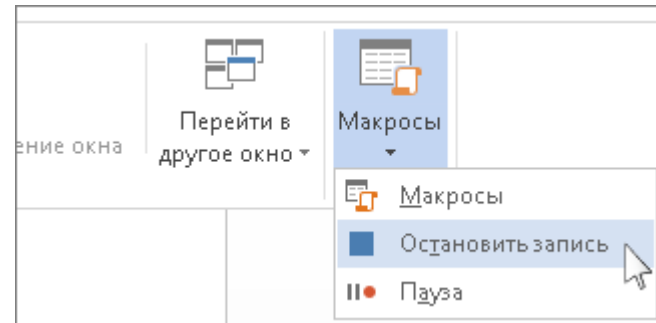 ение окна
Перейти в
другое окно
Макросы
Макросы
Остановить запись
Пауза